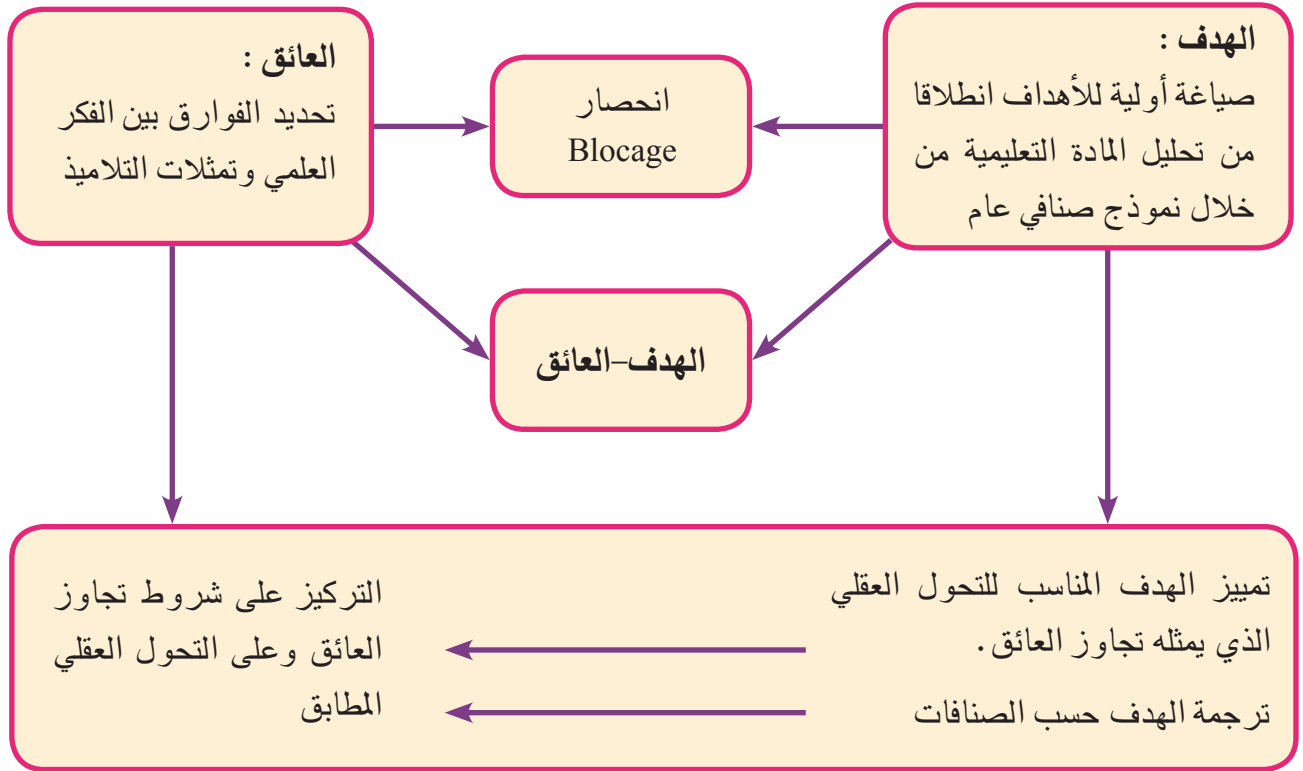 الهدف :
صياغة أولية للأهداف انطلاقا
من تحليل المادة التعليمية من
خلال نموذج صنافي عام
انحصار
Blocage
العائق :
تحديد الفوارق بين الفكر
العلمي وتمثلات التلاميذ
الهدف-العائق
تمييز الهدف المناسب للتحول العقلي
الذي يمثله تجاوز العائق.
ترجمة الهدف حسب الصنافات
التركيز على شروط تجاوز
العائق وعلى التحول العقلي
المطابق